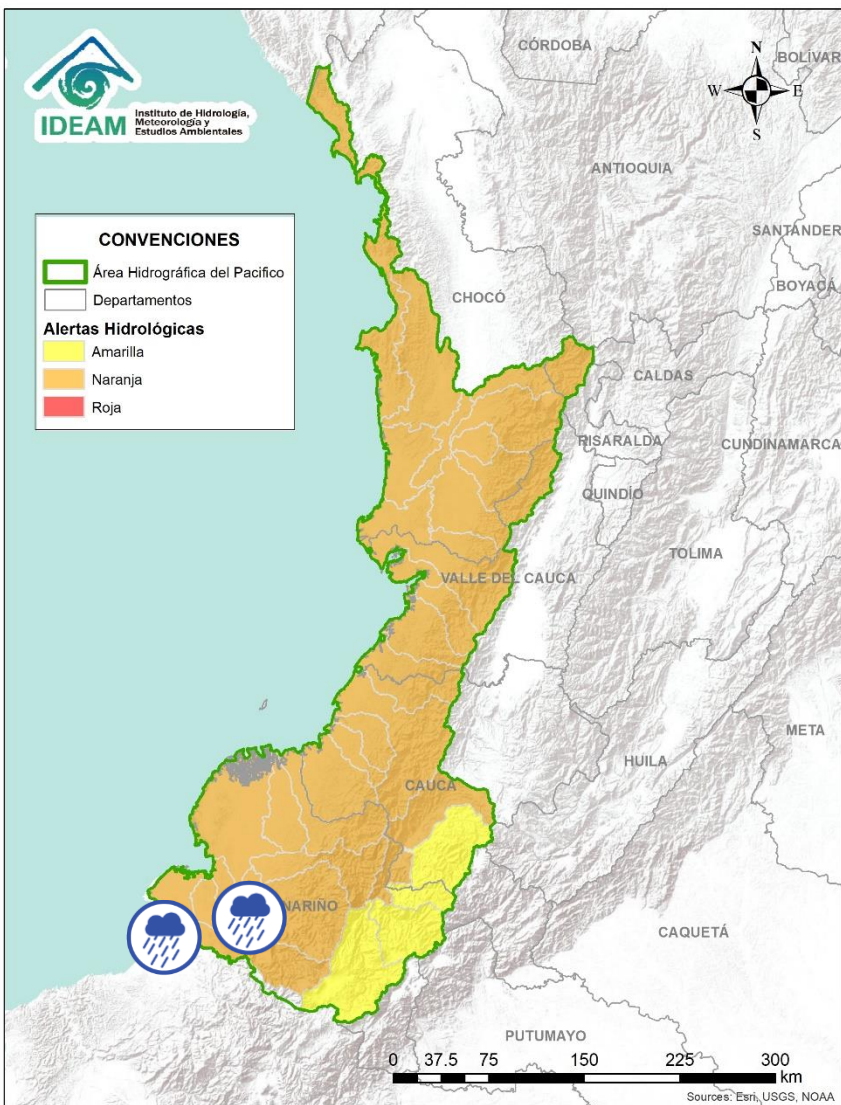 IDEAM
Instituto de Hidrología,
Meteorología y
Estudios Ambientales
CÓRDOBA
BOLÍVAR
N
W
E
S
ANTIOQUIA
SANTANDER
BOYACÁ
CONVENCIONES
Área Hidrográfica del Pacifico
Departamentos
Alertas Hidrológicas
Amarilla
Naranja
Roja
CHOCÓ
CALDAS
RISARALDA
CUNDINAMARCA
QUINDÍO
TOLIMA
VALLE DEL CAUCA
META
HUILA
CAUCA
NARIÑO
CAQUETÁ
PUTUMAYO
0 37.5 75 150 225 300
km
Sources: Esri, USGS, NOAA